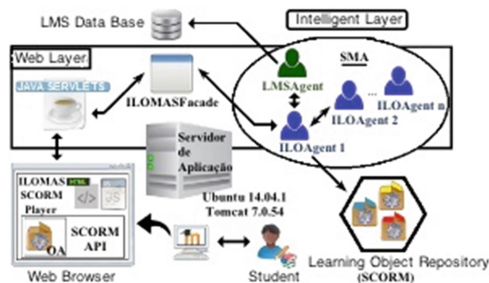 LMS Data Base
Intelligent Layer
Web Layer
SMA
JAVA SERVLETS
ILOMASFacade
LMSAgent
...
ILOAgent n
ILOAgent 2
ILOAgent 1
Servidor
de
Aplicação
Ubuntu 14.04.1
Tomcat 7.0.54
ILOMAS
SCORM
Player
HTML
</>
JS
OA
SCORM
API
Web Browser
m
Student
Learning Object Repository
(SCORM)